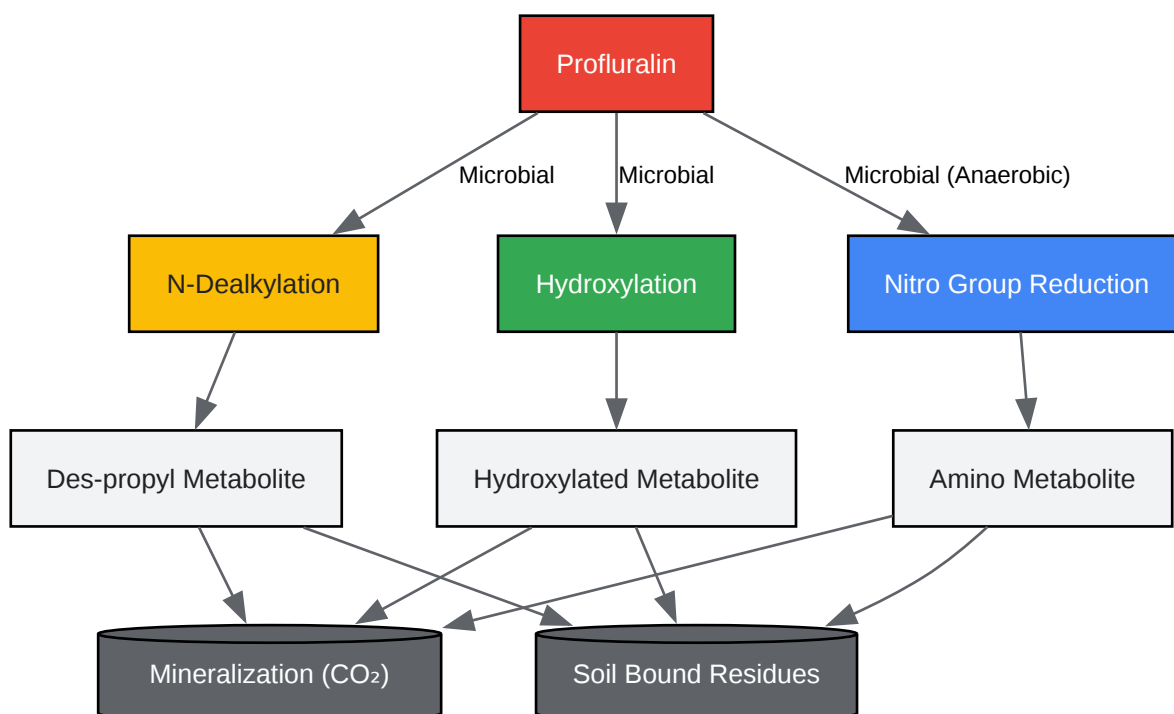 Profluralin
Microbial
Microbial
Microbial (Anaerobic)
N-Dealkylation
Hydroxylation
Nitro Group Reduction
Des-propyl Metabolite
Hydroxylated Metabolite
Amino Metabolite
Mineralization (CO₂)
Soil Bound Residues